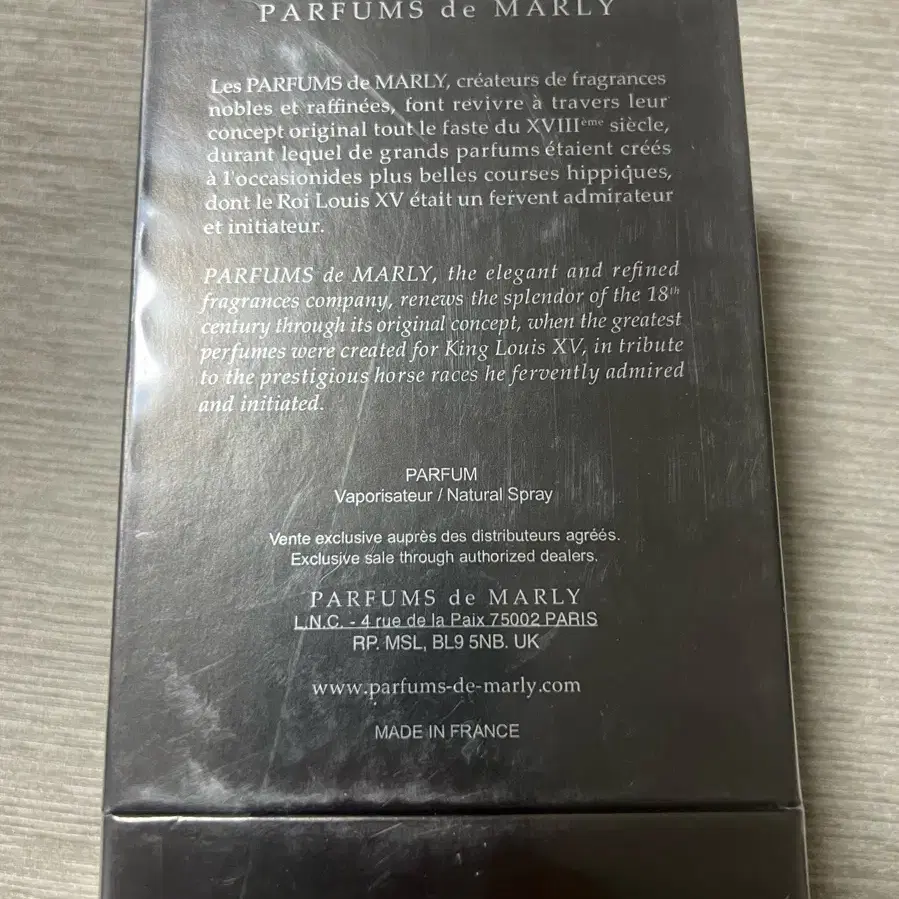 PARFUMS de MARLY
Les PARFUMS de MARLY, créateurs de fragrances
nobles et raffinées, font revivre à travers leur
concept original tout le faste du XVIIIème siècle,
durant lequel de grands parfums étaient créés
à l'occasionides plus belles courses hippiques,
dont le Roi Louis XV était un fervent admirateur
et initiateur.
PARFUMS de MARLY, the elegant and refined
fragrances company, renews the splendor of the 18th
century through its original concept, when the greatest
perfumes were created for King Louis XV, in tribute
to the prestigious horse races he fervently admired
and initiated.
PARFUM
Vaporisateur / Natural Spray
Vente exclusive auprès des distributeurs agréés.
Exclusive sale through authorized dealers.
PARFUMS de MARLY
L.N.C. - 4 rue de la Paix 75002 PARIS
RP. MSL, BL9 5NB. UK
www.parfums-de-marly.com
MADE IN FRANCE